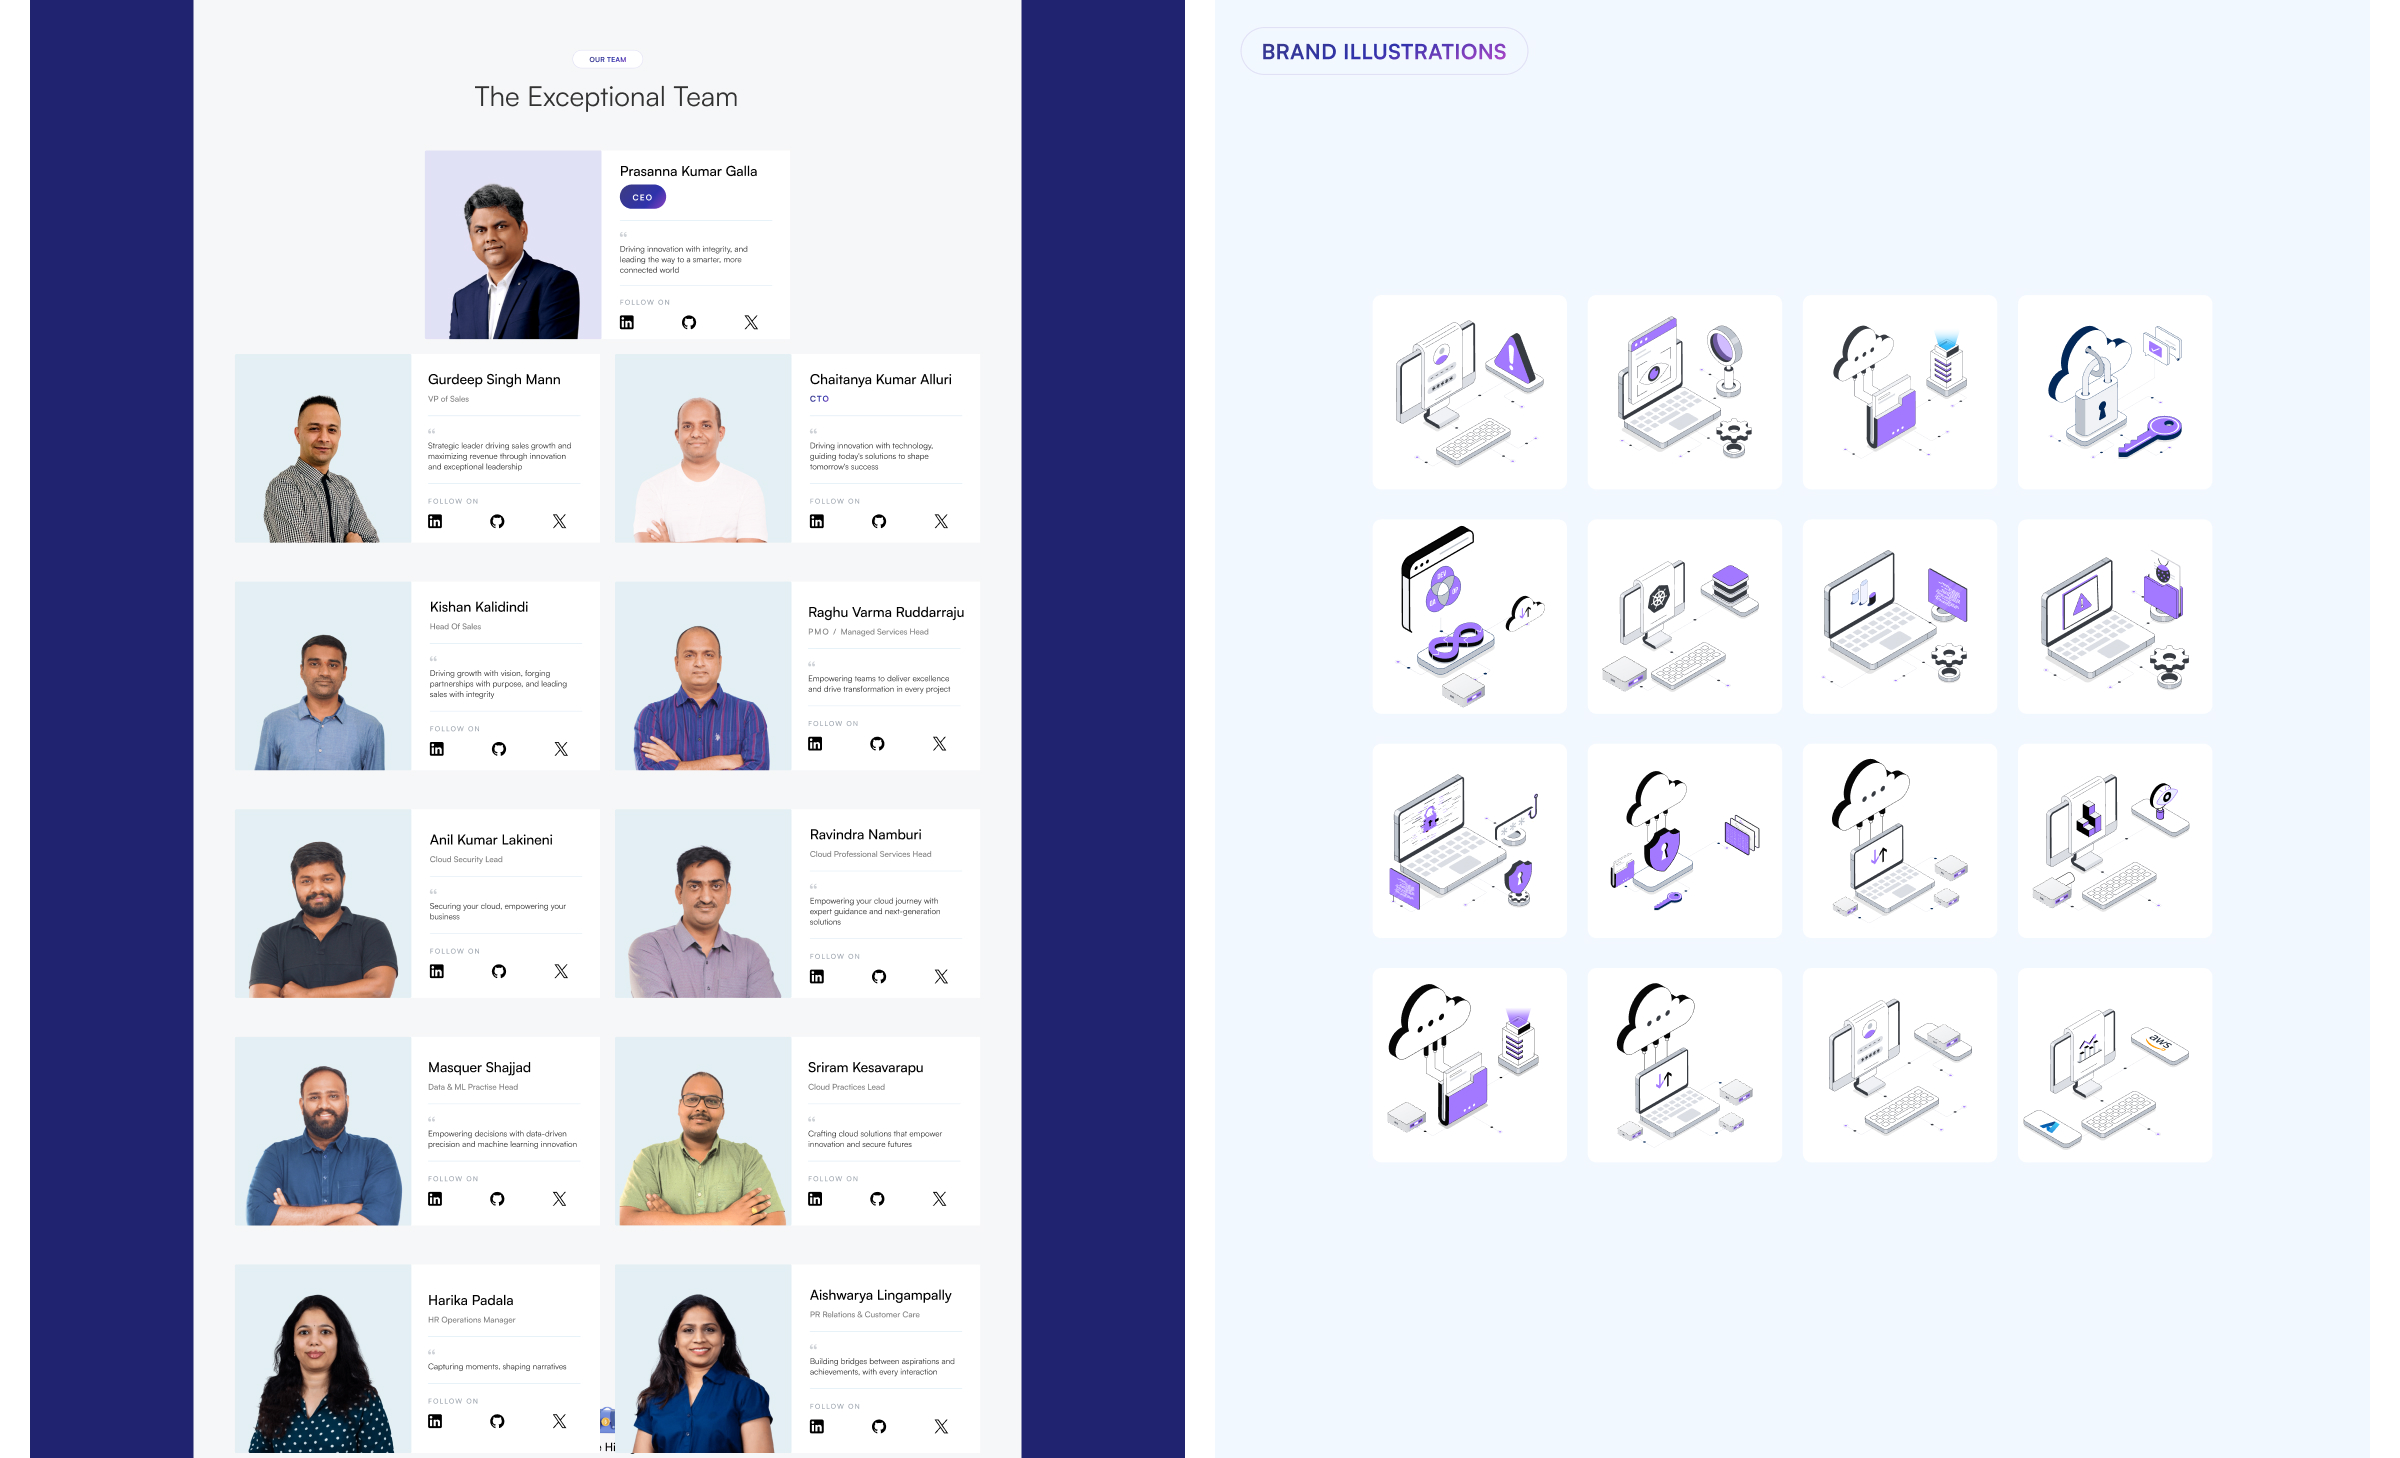 OUR TEAM
The Exceptional Team
Prasanna Kumar Galla
CEO
“
Driving innovation with integrity, and
leading the way to a smarter, more
connected world
FOLLOW ON
Gurdeep Singh Mann
VP of Sales
“
Strategic leader driving sales growth and
maximizing revenue through innovation
and exceptional leadership
FOLLOW ON
Chaitanya Kumar Alluri
CTO
“
Driving innovation with technology,
guiding today's solutions to shape
tomorrow's success
FOLLOW ON
Kishan Kalidindi
Head Of Sales
“
Driving growth with vision, forging
partnerships with purpose, and leading
sales with integrity
FOLLOW ON
Raghu Varma Ruddarraju
PMO / Managed Services Head
“
Empowering teams to deliver excellence
and drive transformation in every project
FOLLOW ON
Anil Kumar Lakineni
Cloud Security Lead
“
Securing your cloud, empowering your
business
FOLLOW ON
Ravindra Namburi
Cloud Professional Services Head
“
Empowering your cloud journey with
expert guidance and next-generation
solutions
FOLLOW ON
Masquer Shajjad
Data & ML Practise Head
“
Empowering decisions with data-driven
precision and machine learning innovation
FOLLOW ON
Sriram Kesavarapu
Cloud Practices Lead
“
Crafting cloud solutions that empower
innovation and secure futures
FOLLOW ON
Harika Padala
HR Operations Manager
“
Capturing moments, shaping narratives
FOLLOW ON
Aishwarya Lingampally
PR Relations & Customer Care
“
Building bridges between aspirations and
achievements, with every interaction
FOLLOW ON
BRAND ILLUSTRATIONS
DEV
aws